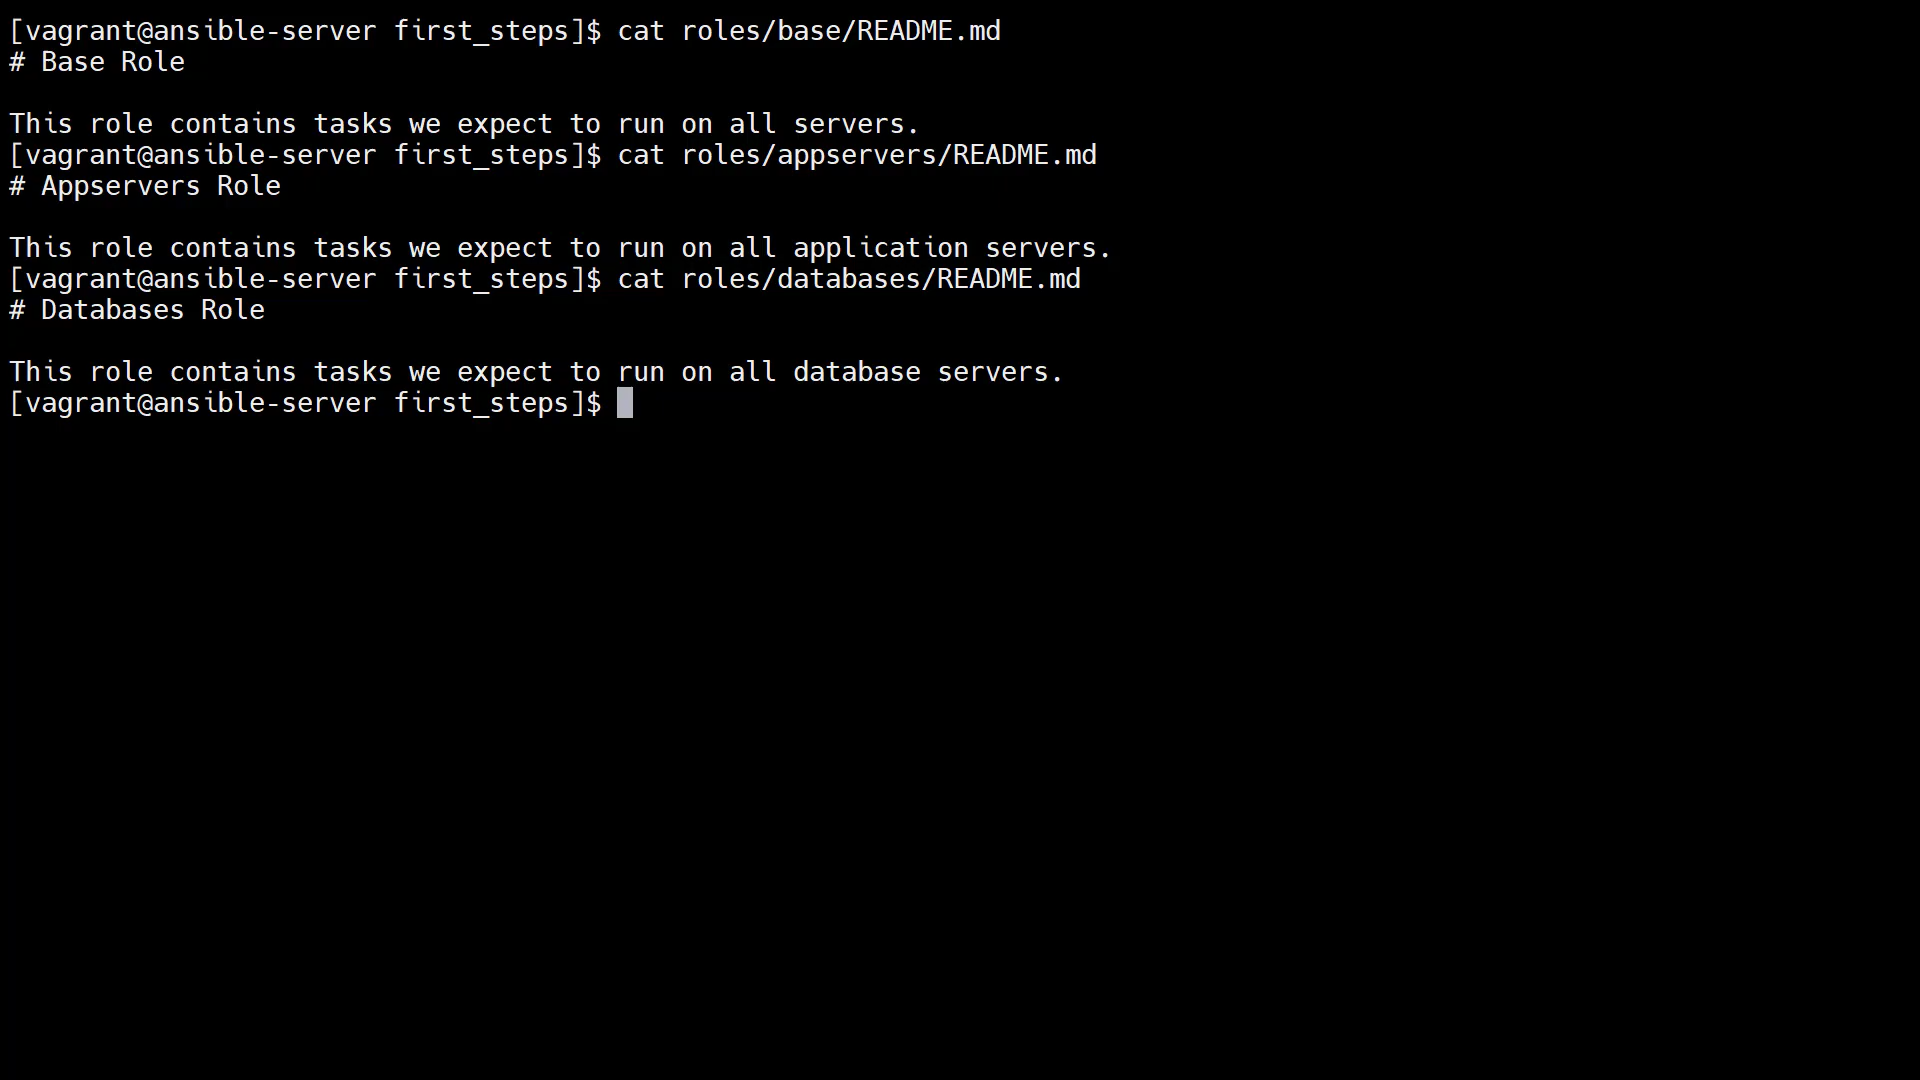 [vagrant@ansible-server first_steps]$ cat roles/base/README.md
# Base Role
This role contains tasks we expect to run on all servers.
[vagrant@ansible-server first_steps]$ cat roles/appservers/README.md
# Appservers Role
This role contains tasks we expect to run on all application servers.
[vagrant@ansible-server first_steps]$ cat roles/databases/README.md
# Databases Role
This role contains tasks we expect to run on all database servers.
[vagrant@ansible-server first_steps]$